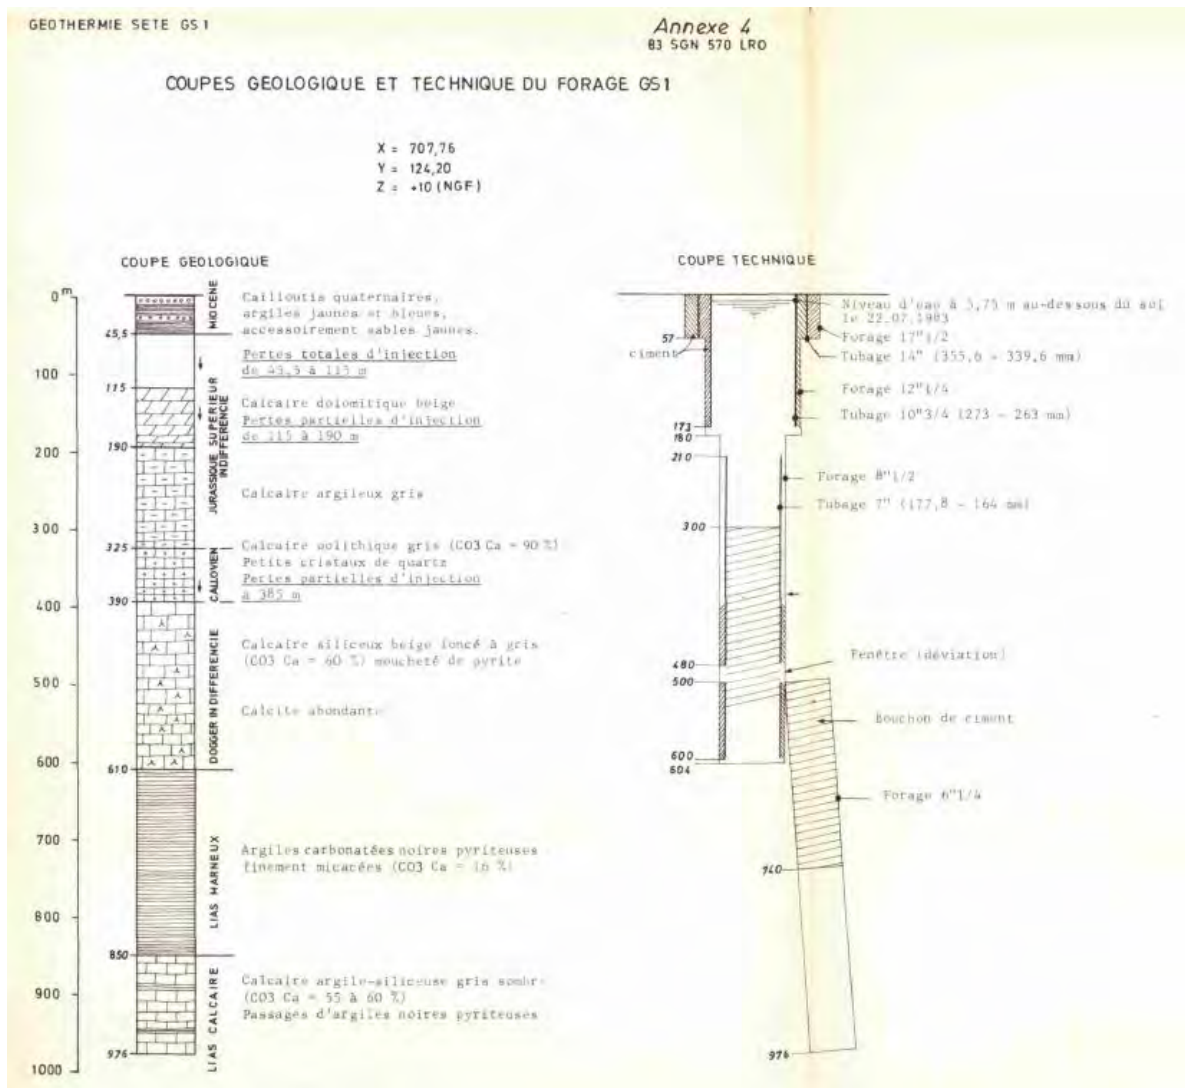 GEOTHERMIE SETE GS1
Annexe 4
83 SGN 570 LRO
COUPES GEOLOGIQUE ET TECHNIQUE DU FORAGE GS1
X = 707,76
Y = 124,20
Z = +10 (NGF)
COUPE GEOLOGIQUE
0 m
45,5
100
115
190
200
300
325
390
400
500
600
610
700
800
850
900
976
1000
MIOCENE
JURASSIQUE SUPERIEUR
INDIFFERENCIE
CALLOVIEN
DOGGER INDIFFERENCIE
LIAS MARNEUX
LIAS CALCAIRE
Cailloutis quaternaires,
argiles jaunes et bleues,
accessoirement sables jaunes.
Pertes totales d'injection
de 45,5 à 115 m
Calcaire dolomitique beige
Pertes partielles d'injection
de 115 à 190 m
Calcaire argileux gris
Calcaire oolithique gris (CO3 Ca = 90 %)
Petits cristaux de quartz
Pertes partielles d'injection
à 385 m
Calcaire siliceux beige foncé à gris
(CO3 Ca = 60 %) moucheté de pyrite
Calcite abondante
Argiles carbonatées noires pyriteuses
finement micacées (CO3 Ca = 16 %)
Calcaire argilo-siliceuse gris sombre
(CO3 Ca = 55 à 60 %)
Passages d'argiles noires pyriteuses
COUPE TECHNIQUE
57
ciment
173
180
210
300
480
500
600
604
740
976
Niveau d'eau à 5,75 m au-dessous du sol
le 22.07.1983
Forage 17"1/2
Tubage 14" (355,6 - 339,6 mm)
Forage 12"1/4
Tubage 10"3/4 (273 - 263 mm)
Forage 8"1/2
Tubage 7" (177,8 - 164 mm)
Fenêtre (déviation)
Bouchon de ciment
Forage 6"1/4